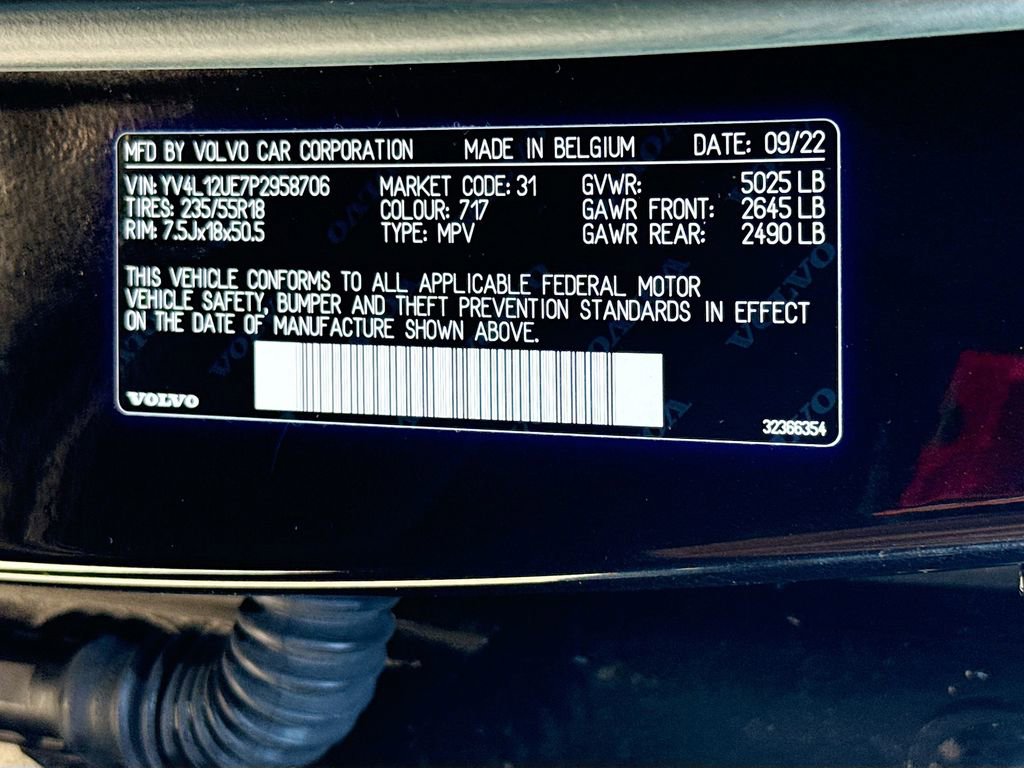 MFD BY VOLVO CAR CORPORATION MADE IN BELGIUM DATE: 09/22
VIN: YV4L12UE7P2958706 MARKET CODE: 31 GVWR: 5025 LB
TIRES: 235/55R18 COLOUR: 717 GAWR FRONT: 2645 LB
RIM: 7.5Jx18x50.5 TYPE: MPV GAWR REAR: 2490 LB
THIS VEHICLE CONFORMS TO ALL APPLICABLE FEDERAL MOTOR
VEHICLE SAFETY, BUMPER AND THEFT PREVENTION STANDARDS IN EFFECT
ON THE DATE OF MANUFACTURE SHOWN ABOVE.
VOLVO
32366354